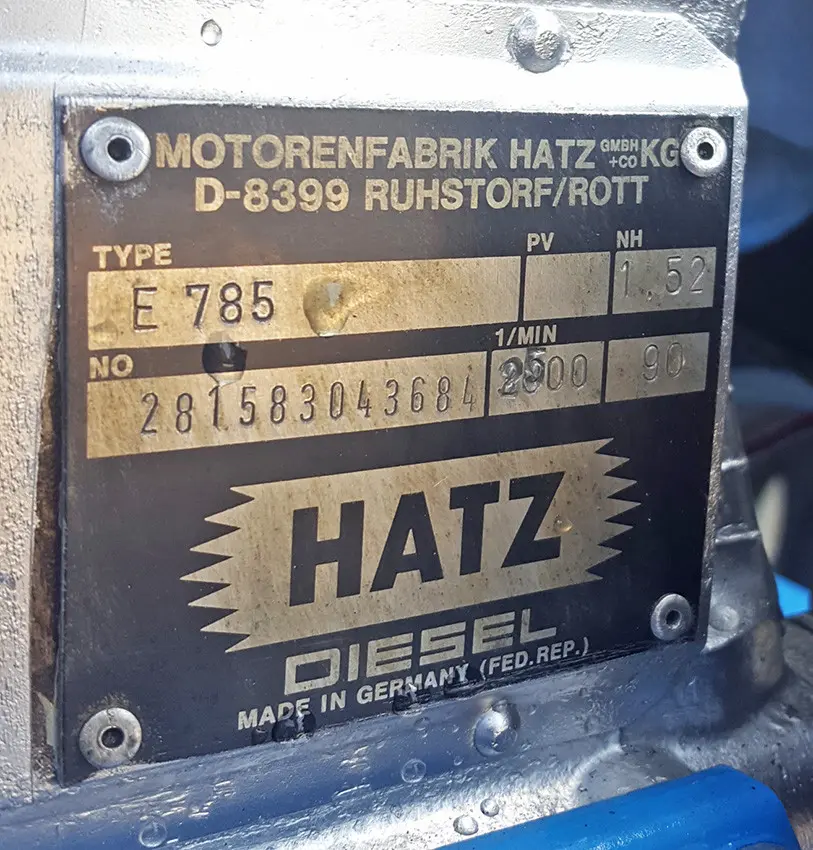 MOTORENFABRIK HATZ GMBH +CO KG
D-8399 RUHSTORF/ROTT
TYPE PV NH
E 785 1,52
NO 1/MIN
281583043684 2500 90
HATZ
DIESEL
MADE IN GERMANY (FED.REP.)